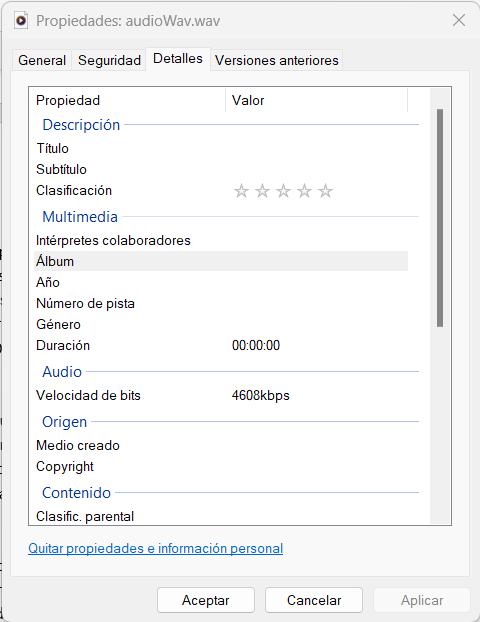 Propiedades: audioWav.wav
General Seguridad Detalles Versiones anteriores
Propiedad Valor
Descripción
Título
Subtítulo
Clasificación
Multimedia
Intérpretes colaboradores
Álbum
Año
Número de pista
Género
Duración 00:00:00
Audio
Velocidad de bits 4608kbps
Origen
Medio creado
Copyright
Contenido
Clasific. parental
Quitar propiedades e información personal
Aceptar Cancelar Aplicar